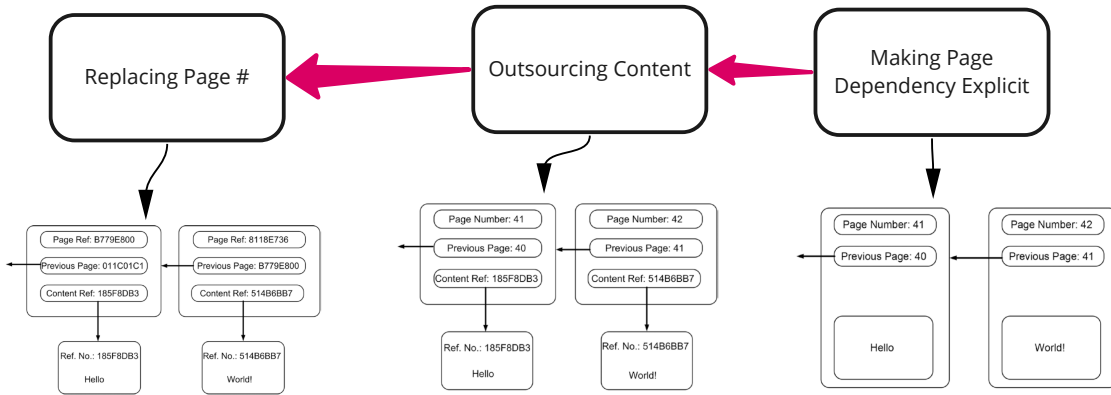 Replacing Page #
Outsourcing Content
Making Page
Dependency Explicit
Page Ref: B779E800
Previous Page: 011C01C1
Content Ref: 185F8DB3
Ref. No.: 185F8DB3
Hello
Page Ref: 8118E736
Previous Page: B779E800
Content Ref: 514B6BB7
Ref. No.: 514B6BB7
World!
Page Number: 41
Previous Page: 40
Content Ref: 185F8DB3
Ref. No.: 185F8DB3
Hello
Page Number: 42
Previous Page: 41
Content Ref: 514B6BB7
Ref. No.: 514B6BB7
World!
Page Number: 41
Previous Page: 40
Hello
Page Number: 42
Previous Page: 41
World!